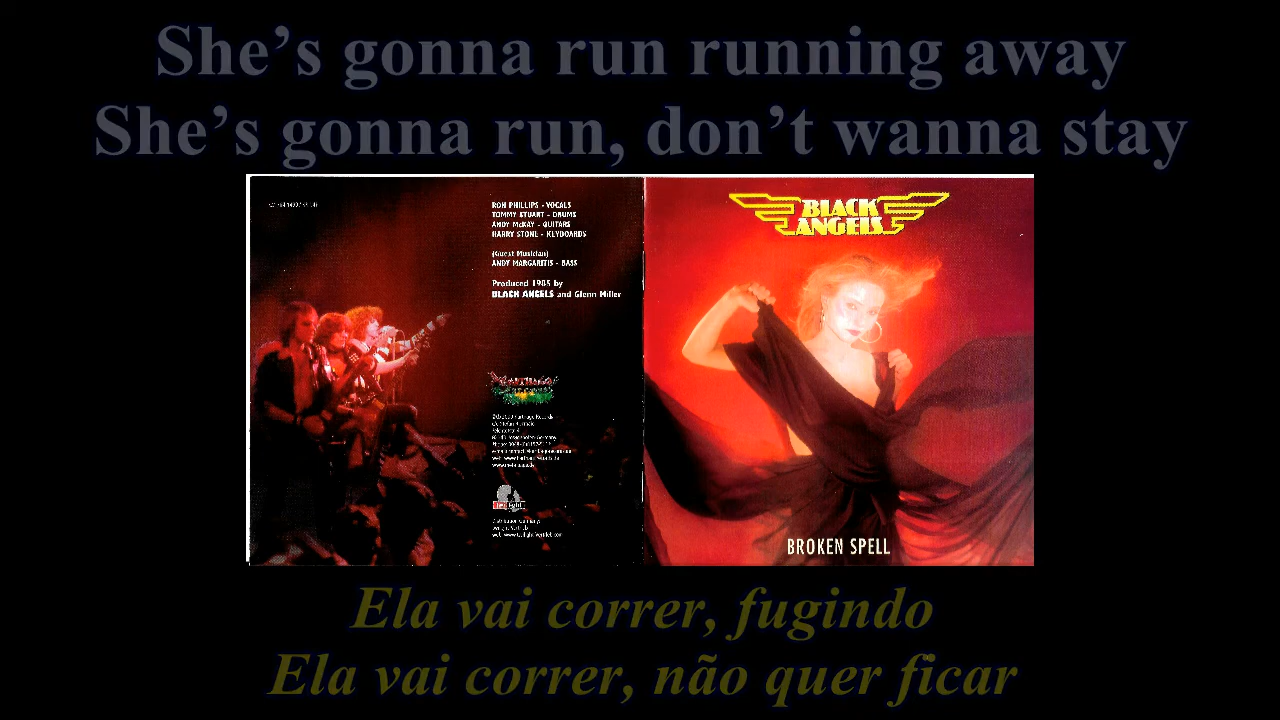 She’s gonna run running away
She’s gonna run, don’t wanna stay
RON PHILLIPS - VOCALS
TOMMY STUART - DRUMS
ANDY McKAY - GUITARS
HARRY STONE - KEYBOARDS
(Guest Musician)
ANDY MARGARITIS - BASS
Produced 1985 by
BLACK ANGELS and Glenn Miller
BLACK
ANGELS
BROKEN SPELL
Ela vai correr, fugindo
Ela vai correr, não quer ficar